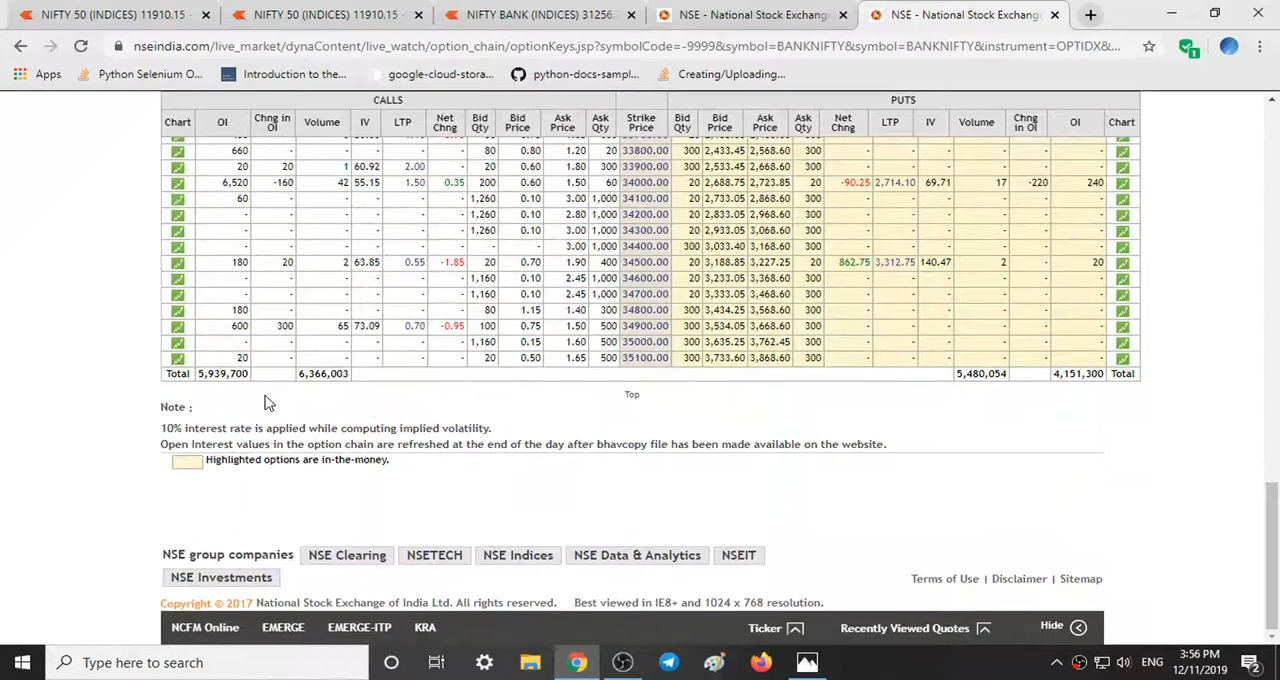 NIFTY 50 (INDICES) 11910.15 - NIFTY 50 (INDICES) 11910.15 - NIFTY BANK (INDICES) 31256. NSE - National Stock Exchange NSE - National Stock Exchang
nseindia.com/live_market/dynaContent/live_watch/option_chain/optionKeys.jsp?symbolCode=-9999&symbol=BANKNIFTY&symbol=BANKNIFTY&instrument=OPTIDX&...
Apps Python Selenium O... Introduction to the... google-cloud-stora... python-docs-sampl... Creating/Uploading...
CALLS PUTS
Chart OI Chng in OI Volume IV LTP Net Chng Bid Qty Bid Price Ask Price Ask Qty Strike Price Bid Qty Bid Price Ask Price Ask Qty Net Chng LTP IV Volume Chng in OI OI Chart
660 - - - - - 80 0.80 1.20 20 33800.00 300 2,433.45 2,568.60 300 - - - - - -
20 20 1 60.92 2.00 - 20 0.60 1.80 300 33900.00 300 2,533.45 2,668.60 300 - - - - - -
6,520 -160 42 55.15 1.50 0.35 200 0.60 1.50 60 34000.00 20 2,688.75 2,723.85 20 -90.25 2,714.10 69.71 17 -220 240
60 - - - - - 1,260 0.10 3.00 1,000 34100.00 20 2,733.05 2,868.60 300 - - - - - -
- - - - - - 1,260 0.10 2.80 1,000 34200.00 20 2,833.05 2,968.60 300 - - - - - -
- - - - - - 1,260 0.10 3.00 1,000 34300.00 20 2,933.05 3,068.60 300 - - - - - -
- - - - - - - - 3.00 1,000 34400.00 300 3,033.40 3,168.60 300 - - - - - -
180 20 2 63.85 0.55 -1.85 20 0.70 1.90 400 34500.00 20 3,188.85 3,227.25 20 862.75 3,312.75 140.47 2 - 20
- - - - - - 1,160 0.10 2.45 1,000 34600.00 20 3,233.05 3,368.60 300 - - - - - -
- - - - - - 1,160 0.10 2.45 1,000 34700.00 20 3,333.05 3,468.60 300 - - - - - -
180 - - - - - 80 1.15 1.40 300 34800.00 20 3,434.25 3,568.60 300 - - - - - -
600 300 65 73.09 0.70 -0.95 100 0.75 1.50 500 34900.00 20 3,534.05 3,668.60 300 - - - - - -
- - - - - - 1,160 0.15 1.60 500 35000.00 20 3,635.25 3,762.45 300 - - - - - -
20 - - - - - 20 0.50 1.65 500 35100.00 20 3,733.60 3,868.60 300 - - - - - -
Total 5,939,700 6,366,003 5,480,054 4,151,300 Total
Top
Note :
10% interest rate is applied while computing implied volatility.
Open Interest values in the option chain are refreshed at the end of the day after bhavcopy file has been made available on the website.
Highlighted options are in-the-money.
NSE group companies NSE Clearing NSETECH NSE Indices NSE Data & Analytics NSEIT
NSE Investments
Terms of Use | Disclaimer | Sitemap
Copyright © 2017 National Stock Exchange of India Ltd. All rights reserved. Best viewed in IE8+ and 1024 x 768 resolution.
NCFM Online EMERGE EMERGE-ITP KRA Ticker Recently Viewed Quotes Hide
Type here to search ENG 3:56 PM
12/11/2019 2